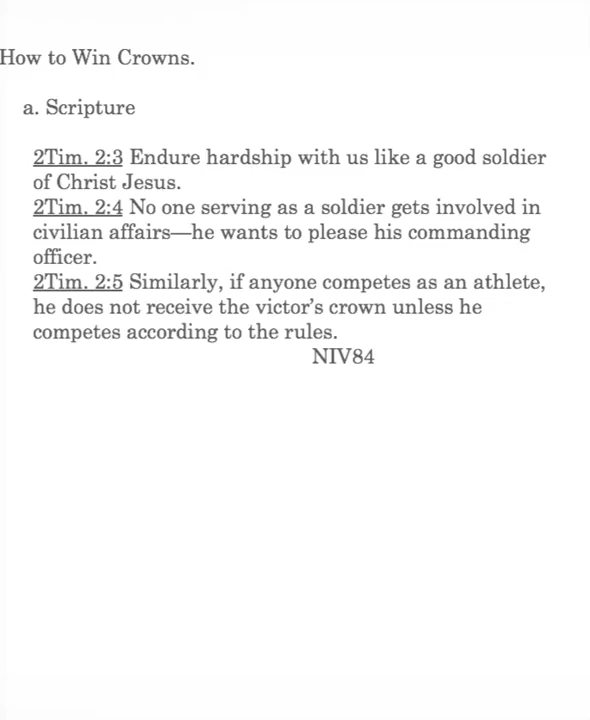 How to Win Crowns.
a. Scripture
2Tim. 2:3 Endure hardship with us like a good soldier
of Christ Jesus.
2Tim. 2:4 No one serving as a soldier gets involved in
civilian affairs—he wants to please his commanding
officer.
2Tim. 2:5 Similarly, if anyone competes as an athlete,
he does not receive the victor's crown unless he
competes according to the rules.
NIV84